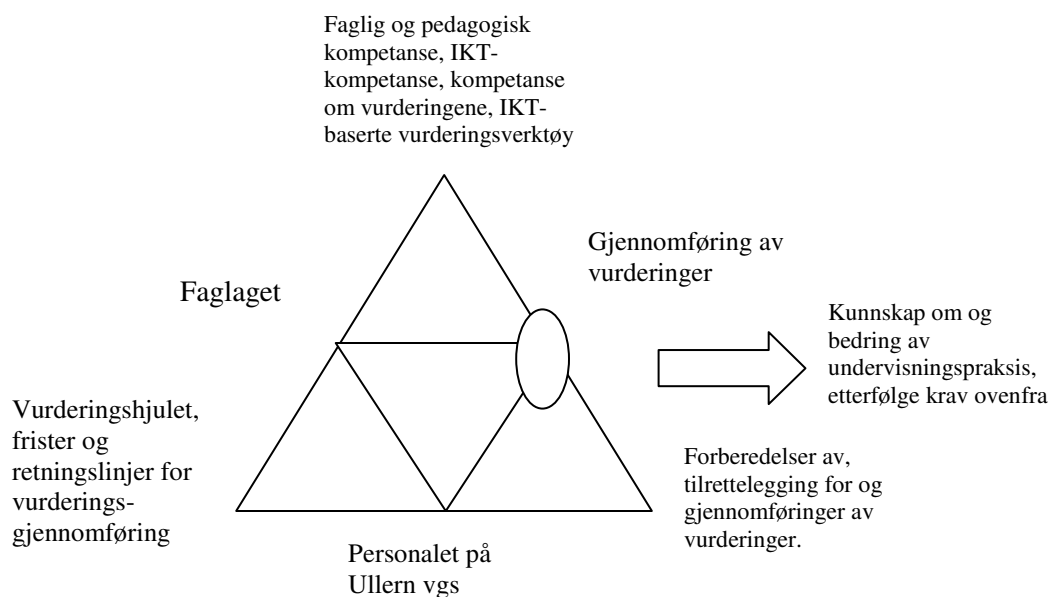 Faglig og pedagogisk
kompetanse, IKT-
kompetanse, kompetanse
om vurderingene, IKT-
baserte vurderingsverktøy
Gjennomføring av
vurderinger
Faglaget
Kunnskap om og
bedring av
undervisningspraksis,
etterfølge krav ovenfra
Vurderingshjulet,
frister og
retningslinjer for
vurderings-
gjennomføring
Forberedelser av,
tilrettelegging for og
gjennomføringer av
vurderinger.
Personalet på
Ullern vgs